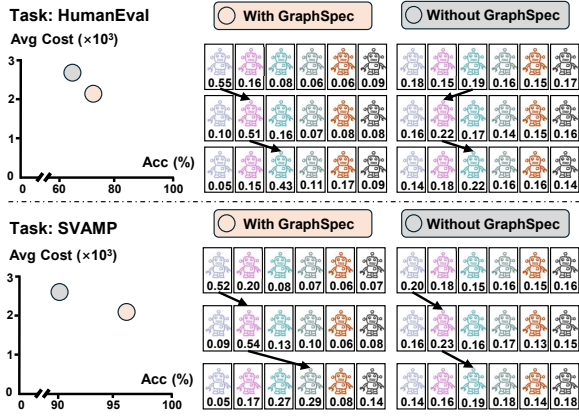 Task: HumanEval
With GraphSpec
Without GraphSpec
Avg Cost (×10³)
3
2
1
0
0 60 80 100
Acc (%)
0.55 0.16 0.08 0.06 0.06 0.09
0.10 0.51 0.16 0.07 0.08 0.08
0.05 0.15 0.43 0.11 0.17 0.09
0.18 0.15 0.19 0.16 0.15 0.17
0.16 0.22 0.17 0.14 0.15 0.16
0.14 0.18 0.22 0.16 0.16 0.14
Task: SVAMP
With GraphSpec
Without GraphSpec
Avg Cost (×10³)
3
2
1
0
0 90 95 100
Acc (%)
0.52 0.20 0.08 0.07 0.06 0.07
0.09 0.54 0.13 0.10 0.06 0.08
0.05 0.17 0.27 0.29 0.08 0.14
0.20 0.18 0.15 0.16 0.15 0.16
0.16 0.23 0.16 0.17 0.13 0.15
0.14 0.16 0.19 0.18 0.14 0.18